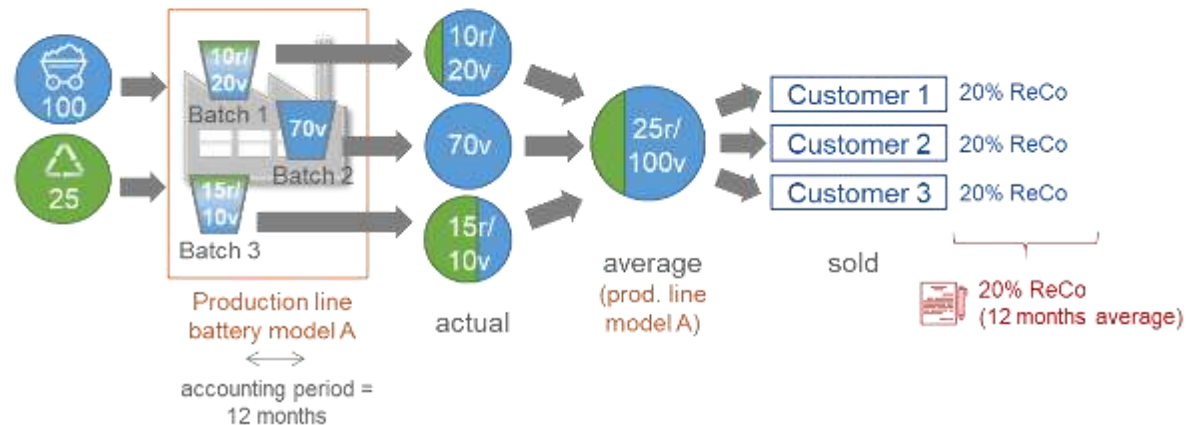 100
25
10r/
20v
Batch 1
70v
Batch 2
15r/
10v
Batch 3
Production line
battery model A
accounting period =
12 months
10r/
20v
70v
15r/
10v
actual
25r/
100v
average
(prod. line
model A)
Customer 1
20% ReCo
Customer 2
20% ReCo
Customer 3
20% ReCo
sold
20% ReCo
(12 months average)